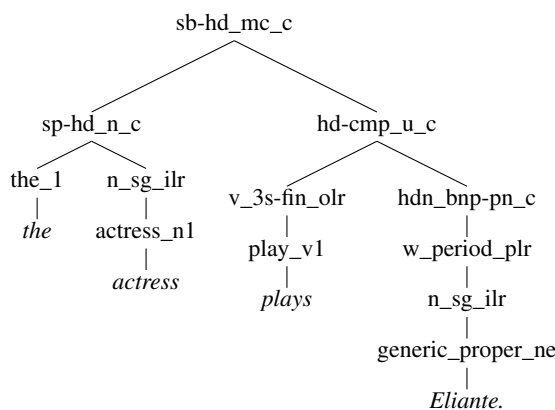 sb-hd_mc_c
sp-hd_n_c hd-cmp_u_c
the_1 n_sg_ilr v_3s-fin_olr hdn_bnp-pn_c
the actress_n1 play_v1 w_period_plr
actress plays n_sg_ilr
generic_proper_ne
Eliante.